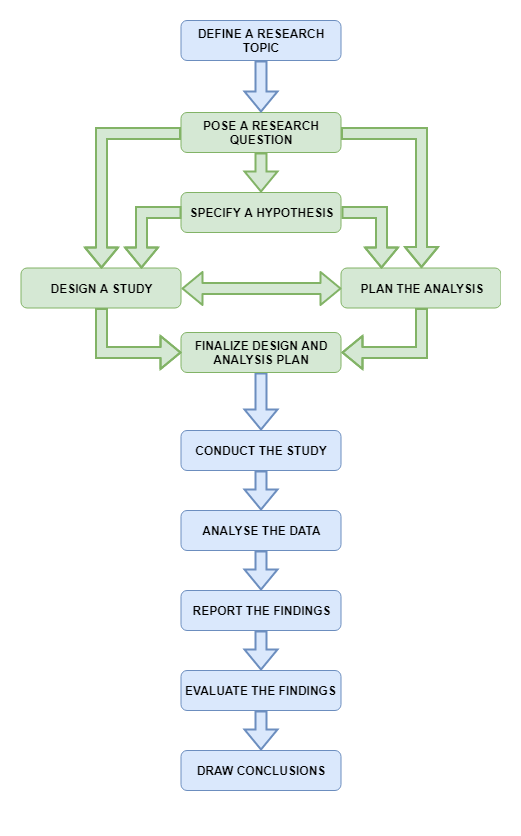 DEFINE A RESEARCH
TOPIC
POSE A RESEARCH
QUESTION
SPECIFY A HYPOTHESIS
DESIGN A STUDY
PLAN THE ANALYSIS
FINALIZE DESIGN AND
ANALYSIS PLAN
CONDUCT THE STUDY
ANALYSE THE DATA
REPORT THE FINDINGS
EVALUATE THE FINDINGS
DRAW CONCLUSIONS